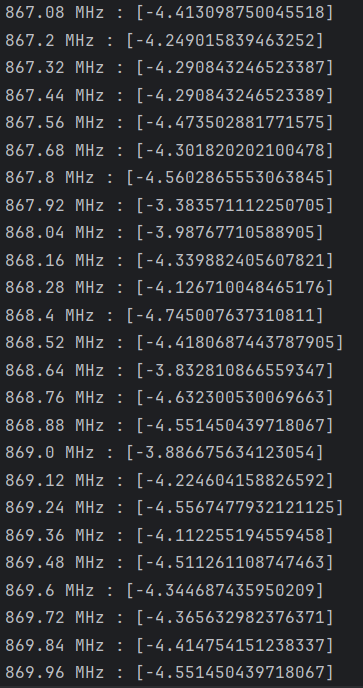 867.08 MHz : [-4.413098750045518]
867.2 MHz : [-4.249015839463252]
867.32 MHz : [-4.290843246523387]
867.44 MHz : [-4.290843246523389]
867.56 MHz : [-4.473502881771575]
867.68 MHz : [-4.301820202100478]
867.8 MHz : [-4.5602865553063845]
867.92 MHz : [-3.383571112250705]
868.04 MHz : [-3.98767710588905]
868.16 MHz : [-4.339882405607821]
868.28 MHz : [-4.126710048465176]
868.4 MHz : [-4.745007637310811]
868.52 MHz : [-4.4180687443787905]
868.64 MHz : [-3.832810866559347]
868.76 MHz : [-4.632300530069663]
868.88 MHz : [-4.551450439718067]
869.0 MHz : [-3.886675634123054]
869.12 MHz : [-4.224604158826592]
869.24 MHz : [-4.5567477932121125]
869.36 MHz : [-4.112255194559458]
869.48 MHz : [-4.511261108747463]
869.6 MHz : [-4.344687435950209]
869.72 MHz : [-4.365632982376371]
869.84 MHz : [-4.414754151238337]
869.96 MHz : [-4.551450439718067]